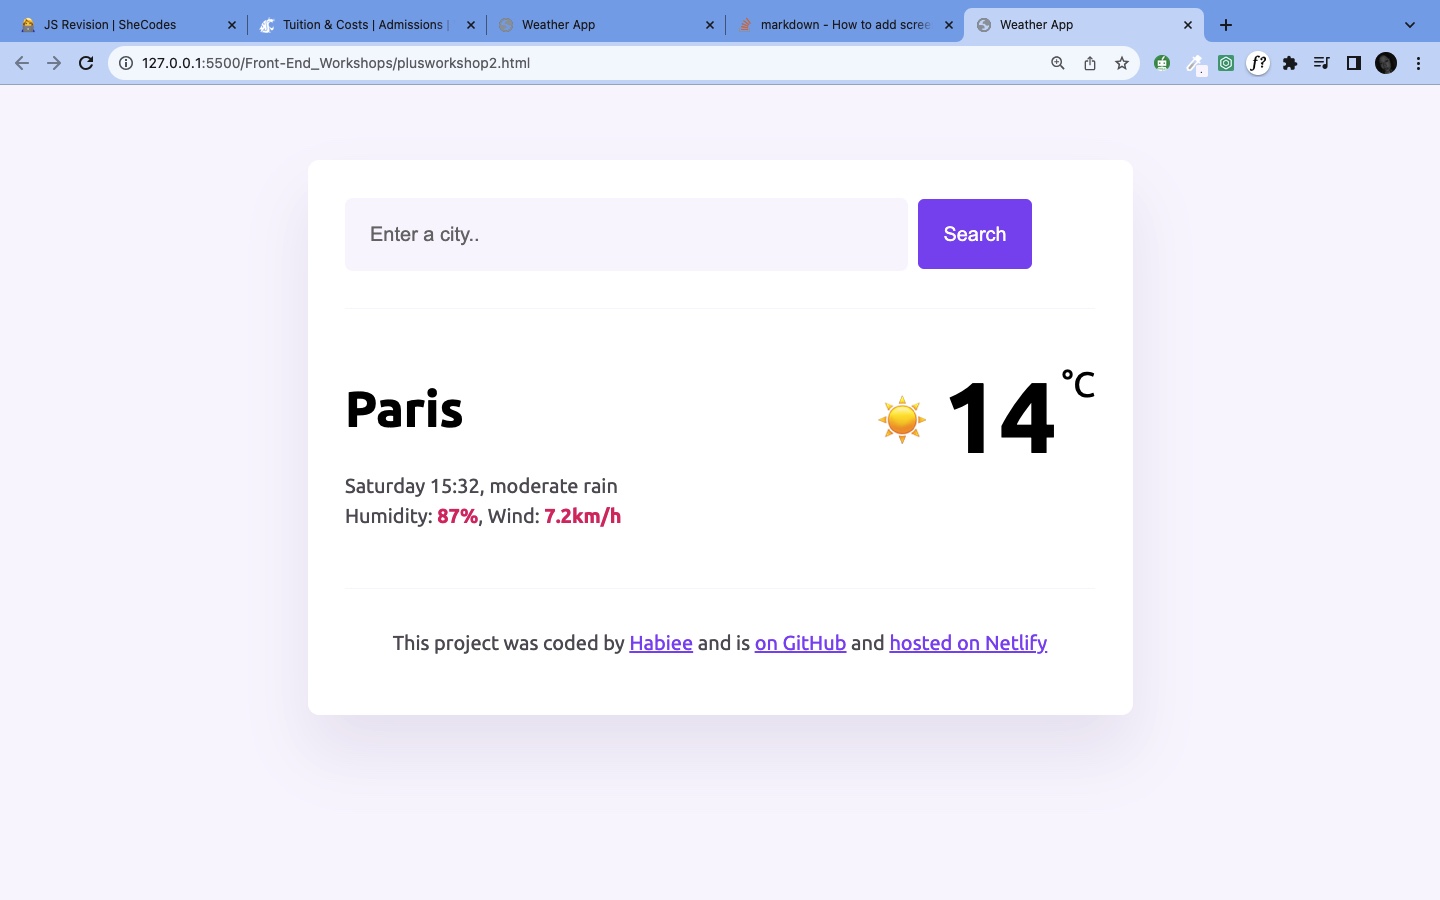 JS Revision | SheCodes
Tuition & Costs | Admissions |
Weather App
markdown - How to add scree
Weather App
127.0.0.1:5500/Front-End_Workshops/plusworkshop2.html
f?
Enter a city..
Search
Paris
14 °C
Saturday 15:32, moderate rain
Humidity: 87%, Wind: 7.2km/h
This project was coded by Habiee and is on GitHub and hosted on Netlify